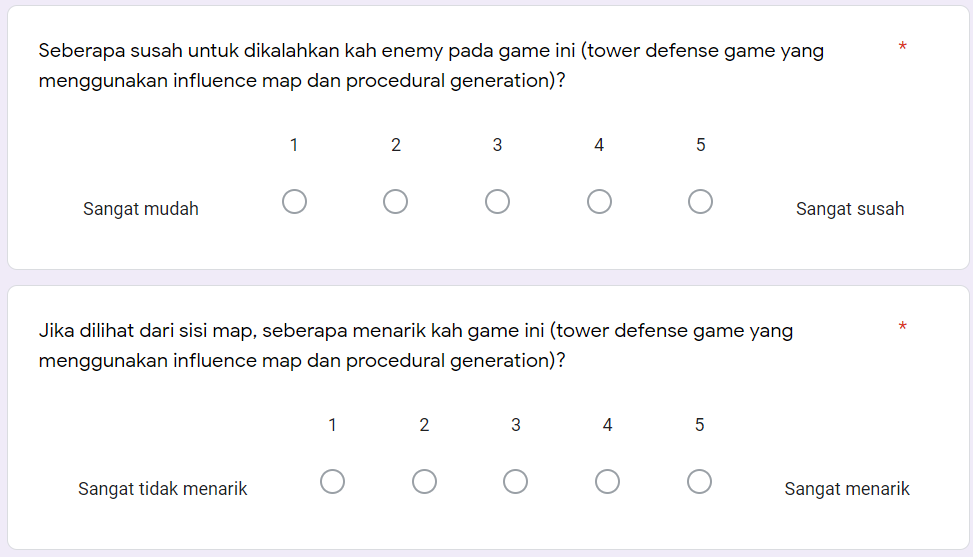 Seberapa susah untuk dikalahkan kah enemy pada game ini (tower defense game yang *
menggunakan influence map dan procedural generation)?
1 2 3 4 5
Sangat mudah Sangat susah
Jika dilihat dari sisi map, seberapa menarik kah game ini (tower defense game yang *
menggunakan influence map dan procedural generation)?
1 2 3 4 5
Sangat tidak menarik Sangat menarik